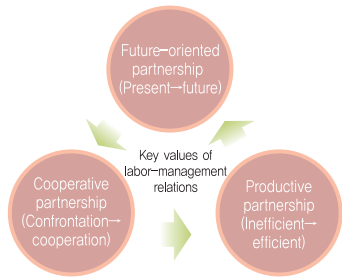 Future-oriented
partnership
(Present→future)
Key values of
labor-management
relations
Cooperative
partnership
(Confrontation→
cooperation)
Productive
partnership
(Inefficient→
efficient)